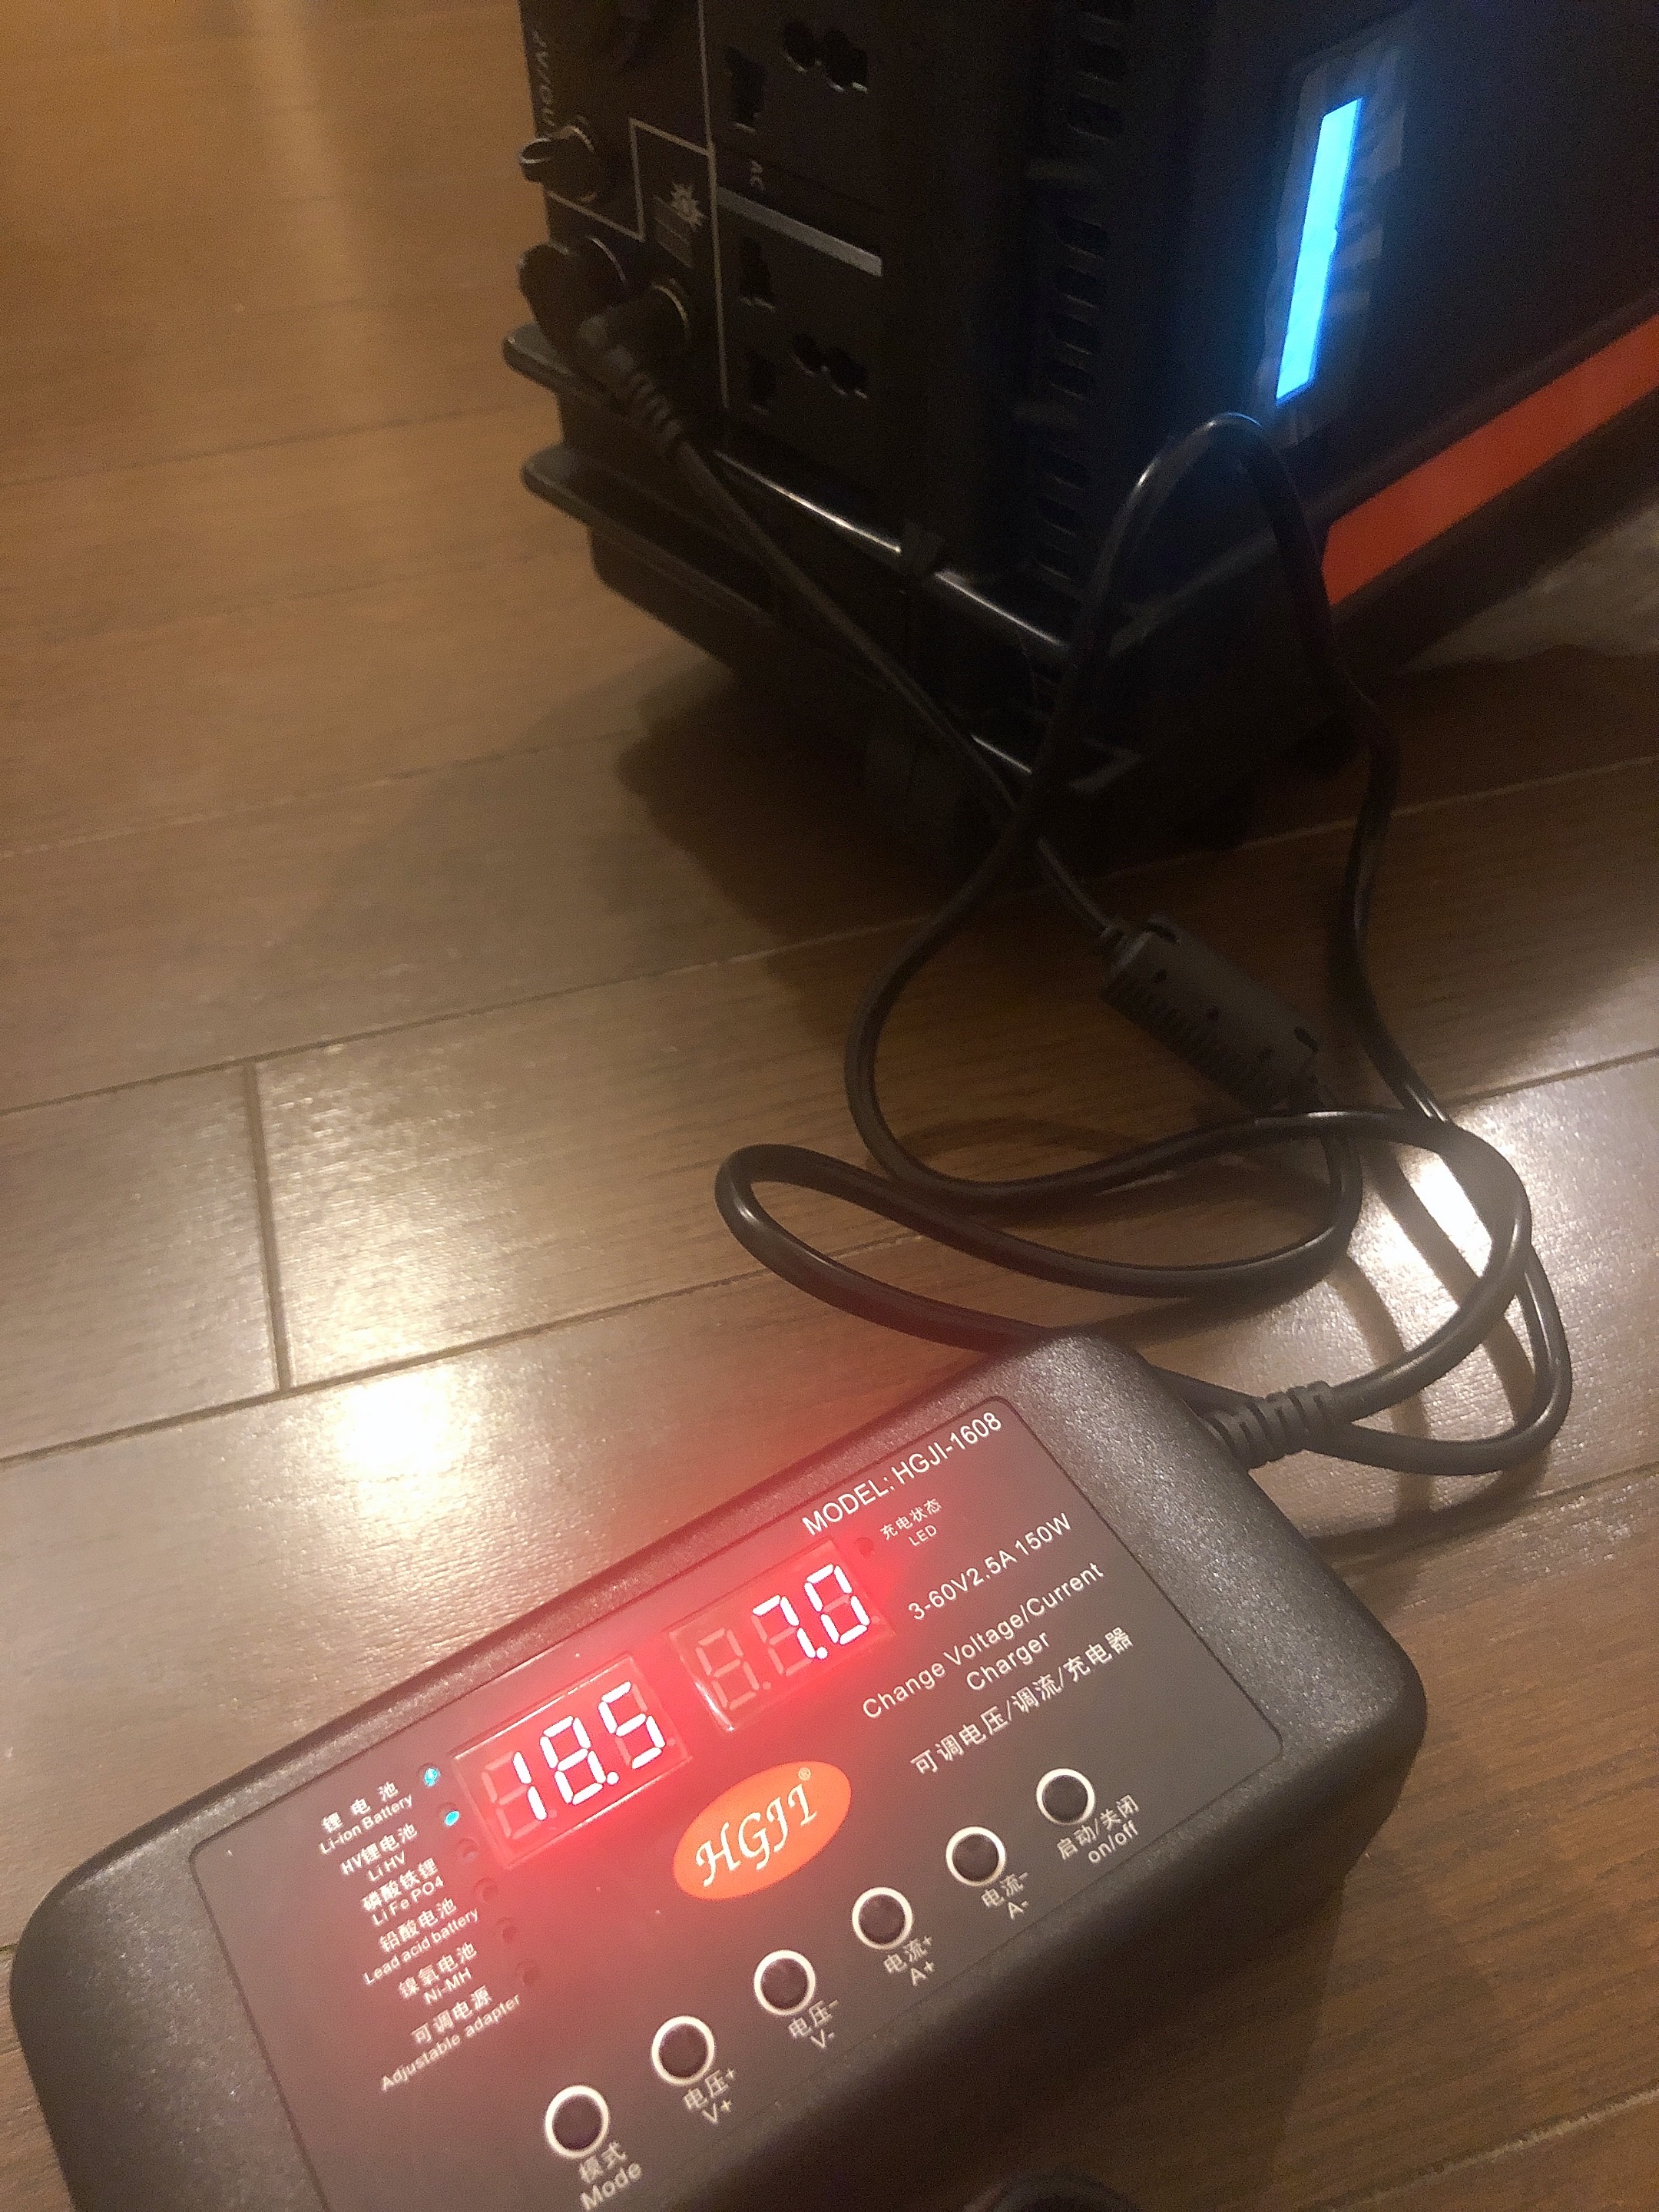 AC
MODEL: HGJI-1608
充电状态
LED
3-60V2.5A 150W
Change Voltage/Current
Charger
可调电压/调流/充电器
18.5
7.0
HGJI®
锂电池
Li-ion Battery
HV锂电池
Li HV
磷酸铁锂
Li Fe PO4
铅酸电池
Lead acid battery
镍氧电池
Ni-MH
可调电源
Adjustable adapter
模式
Mode
电压+
V+
电压-
V-
电流+
A+
电流-
A-
启动/关闭
on/off